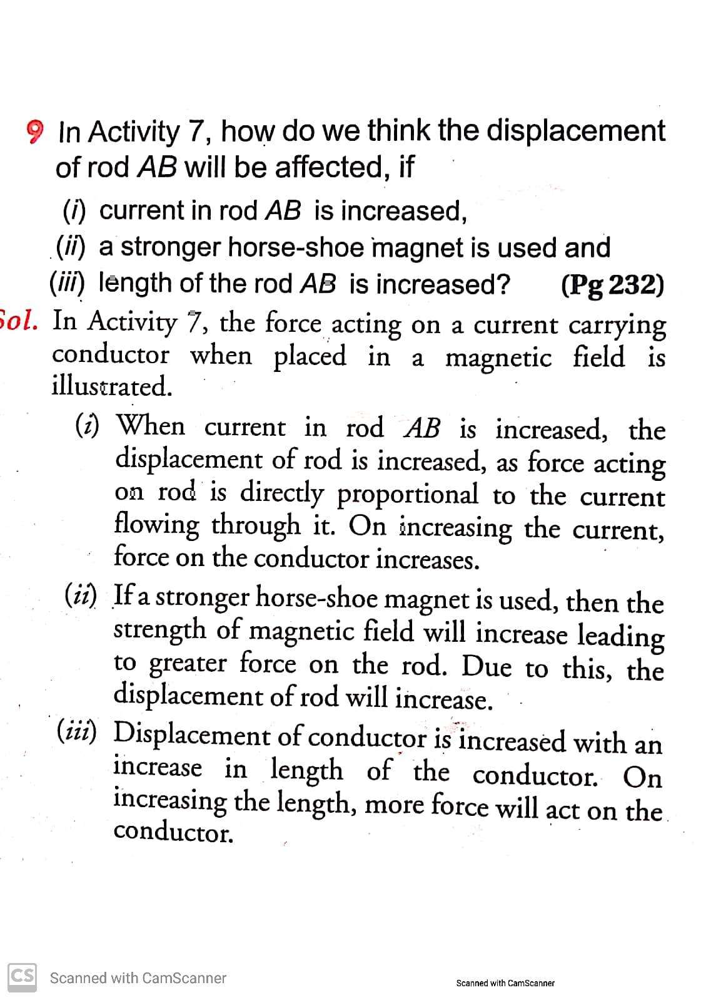 9 In Activity 7, how do we think the displacement
of rod AB will be affected, if
(i) current in rod AB is increased,
(ii) a stronger horse-shoe magnet is used and
(iii) length of the rod AB is increased? (Pg 232)
Sol. In Activity 7, the force acting on a current carrying
conductor when placed in a magnetic field is
illustrated.
(i) When current in rod AB is increased, the
displacement of rod is increased, as force acting
on rod is directly proportional to the current
flowing through it. On increasing the current,
force on the conductor increases.
(ii) If a stronger horse-shoe magnet is used, then the
strength of magnetic field will increase leading
to greater force on the rod. Due to this, the
displacement of rod will increase.
(iii) Displacement of conductor is increased with an
increase in length of the conductor. On
increasing the length, more force will act on the
conductor.
CS Scanned with CamScanner
Scanned with CamScanner